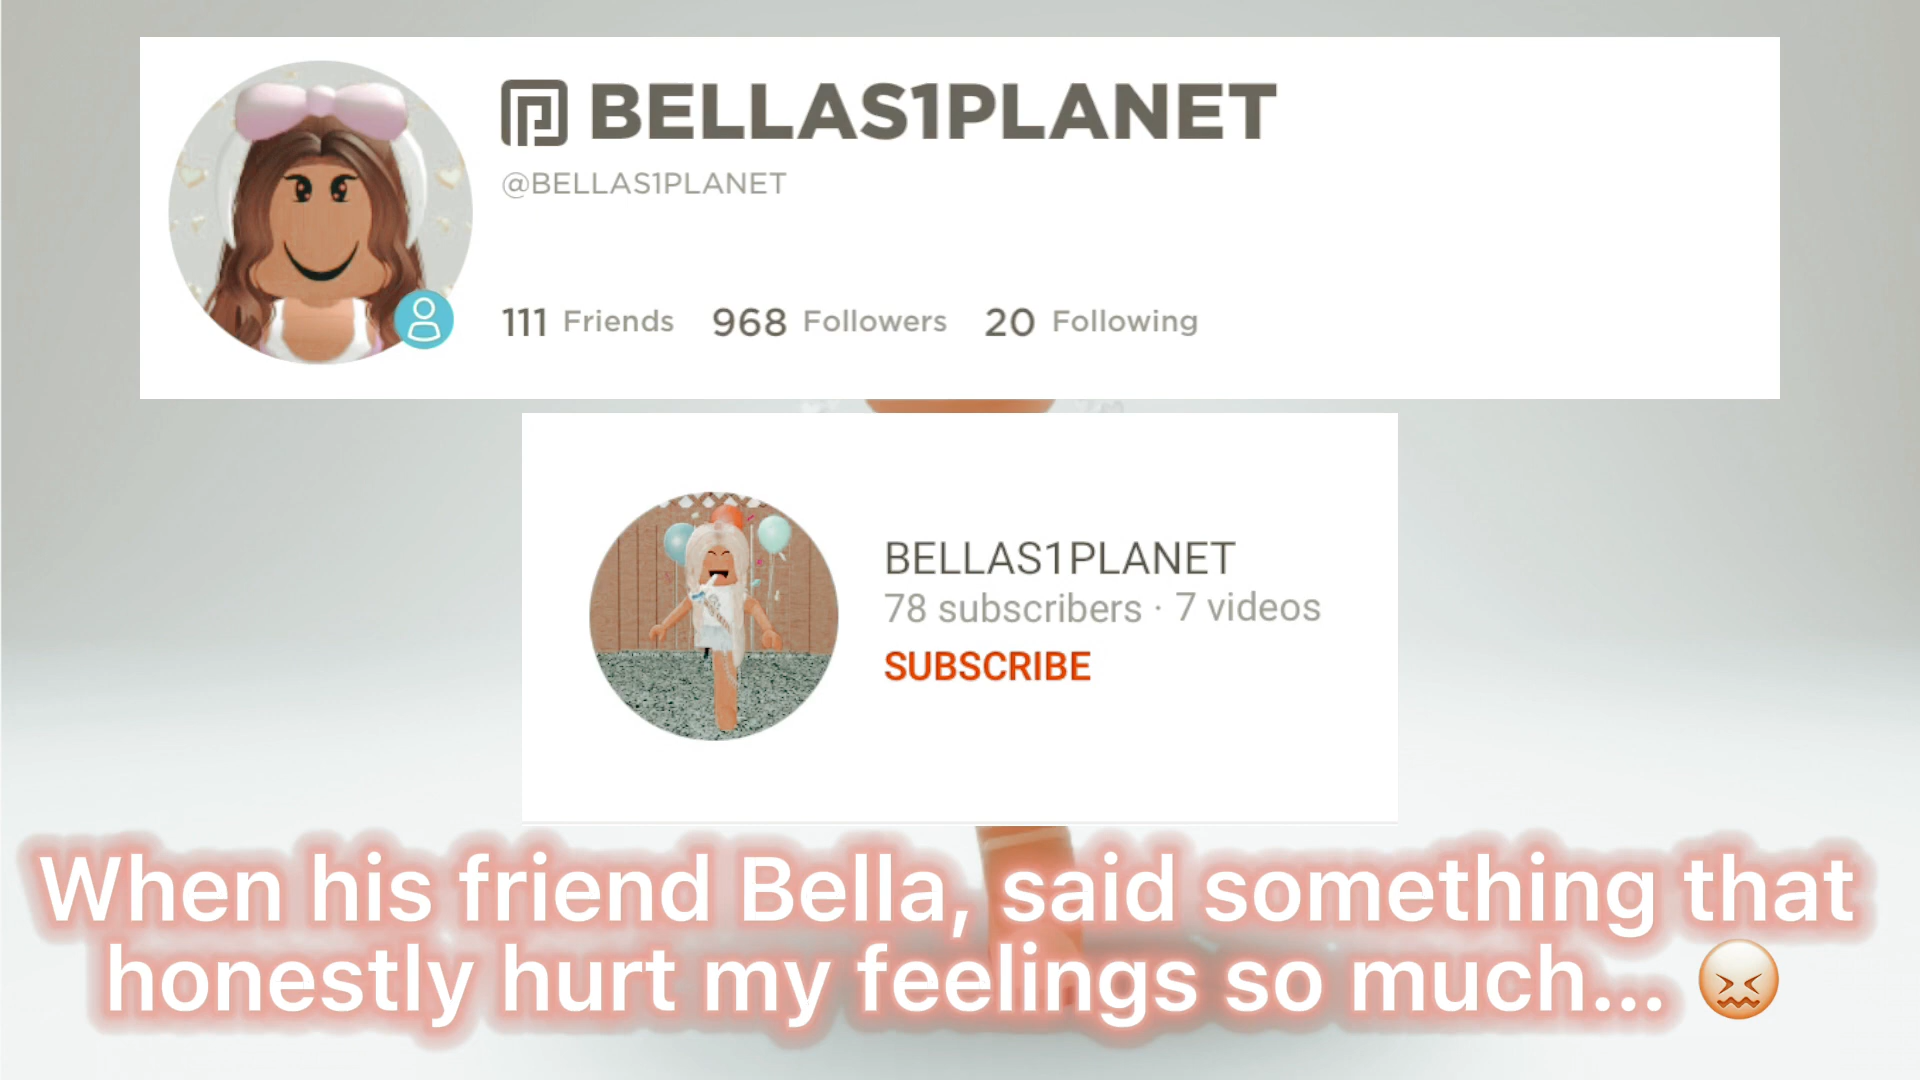 BELLAS1PLANET
@BELLAS1PLANET
111 Friends 968 Followers 20 Following
BELLAS1PLANET
78 subscribers · 7 videos
SUBSCRIBE
When his friend Bella, said something that
honestly hurt my feelings so much... 😖